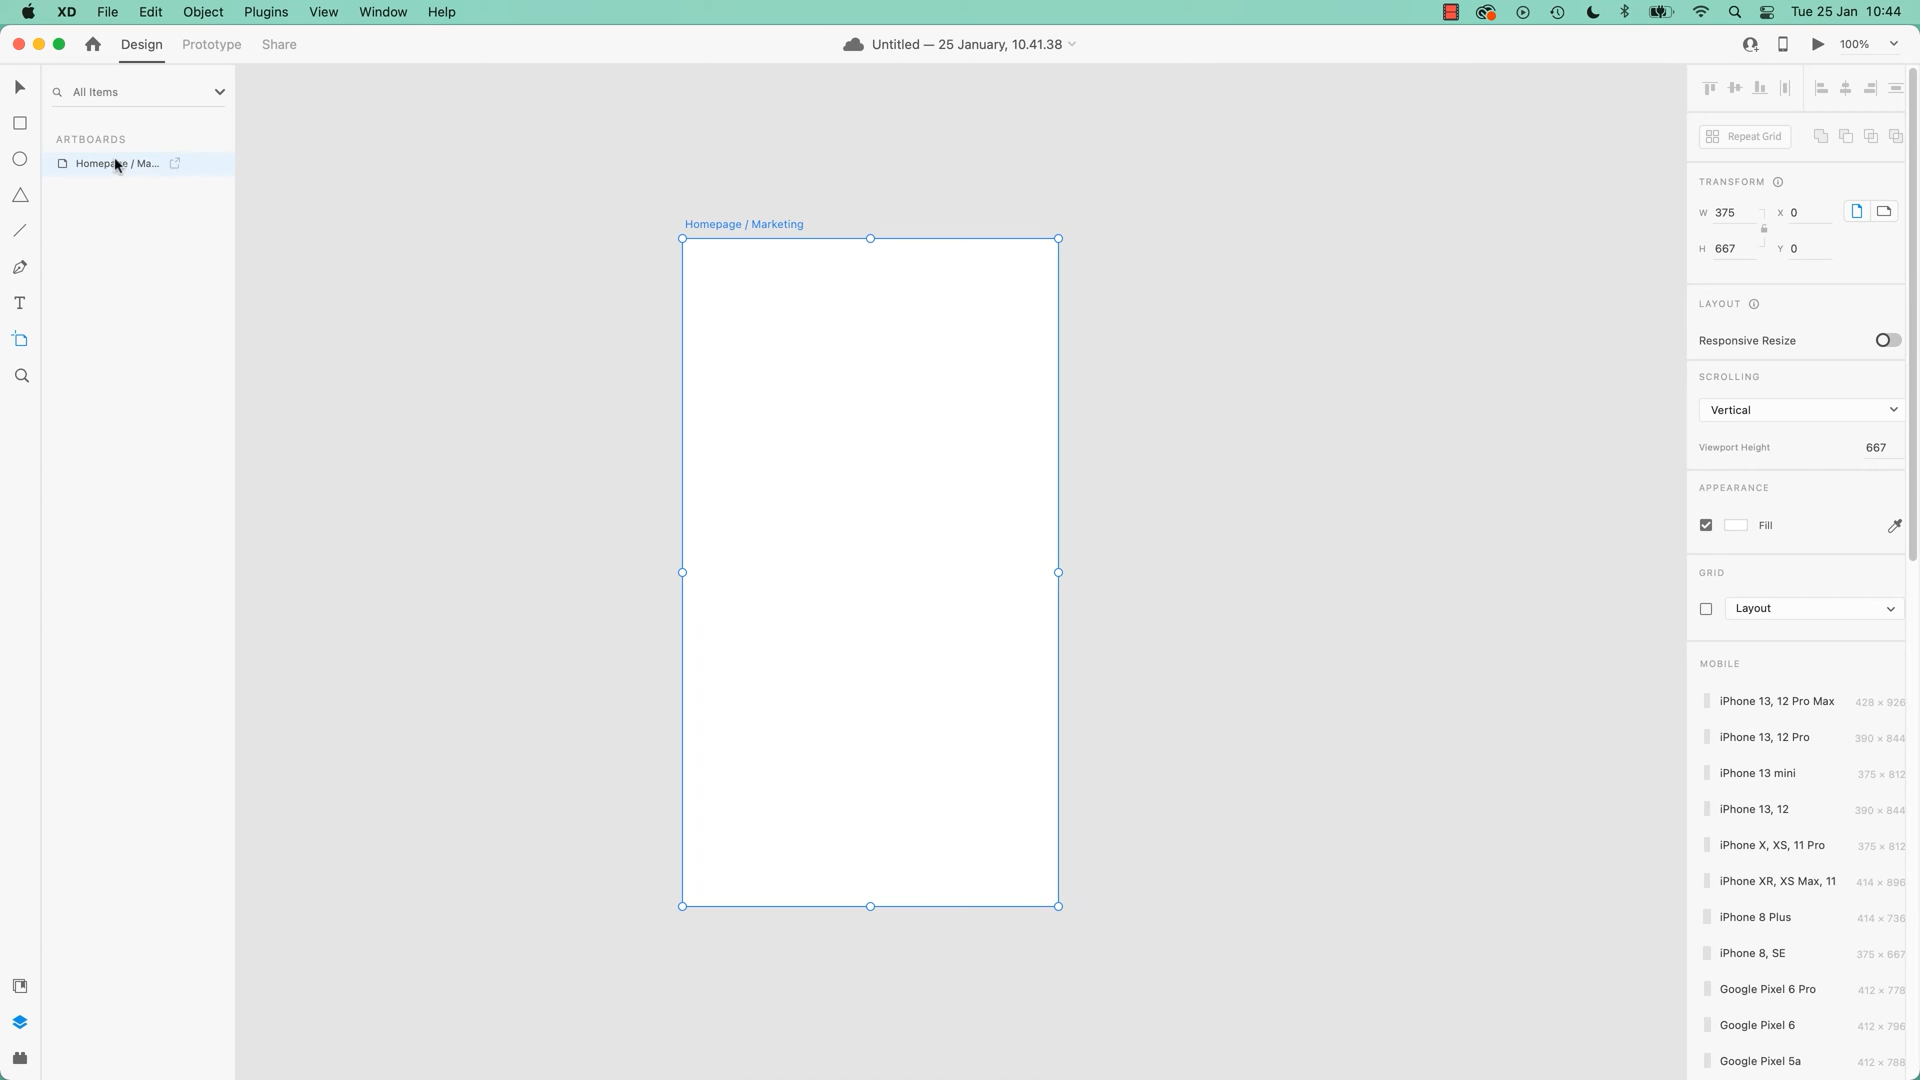 XD File Edit Object Plugins View Window Help Tue 25 Jan 10:44
Design Prototype Share Untitled — 25 January, 10.41.38 100%
All Items
ARTBOARDS
Homepage / Ma...
Homepage / Marketing
Repeat Grid
TRANSFORM
W 375 X 0
H 667 Y 0
LAYOUT
Responsive Resize
SCROLLING
Vertical
Viewport Height 667
APPEARANCE
Fill
GRID
Layout
MOBILE
iPhone 13, 12 Pro Max 428 × 926
iPhone 13, 12 Pro 390 × 844
iPhone 13 mini 375 × 812
iPhone 13, 12 390 × 844
iPhone X, XS, 11 Pro 375 × 812
iPhone XR, XS Max, 11 414 × 896
iPhone 8 Plus 414 × 736
iPhone 8, SE 375 × 667
Google Pixel 6 Pro 412 × 778
Google Pixel 6 412 × 796
Google Pixel 5a 412 × 788